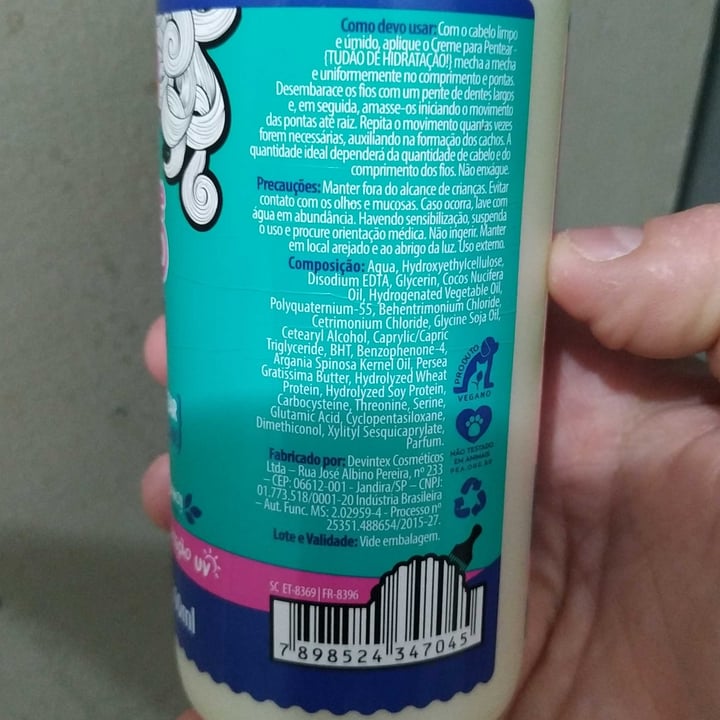 Como devo usar: Com o cabelo limpo
e úmido, aplique o Creme para Pentear -
[TUDÃO DE HIDRATAÇÃO!] mecha a mecha
e uniformemente no comprimento e pontas.
Desembarace os fios com um pente de dentes largos
e, em seguida, amasse-os iniciando o movimento
das pontas até raiz. Repita o movimento quantas vezes
forem necessárias, auxiliando na formação dos cachos. A
quantidade ideal dependerá da quantidade de cabelo e do
comprimento dos fios. Não enxágue.
Precauções: Manter fora do alcance de crianças. Evitar
contato com os olhos e mucosas. Caso ocorra, lave com
água em abundância. Havendo sensibilização, suspenda
o uso e procure orientação médica. Não ingerir. Manter
em local arejado e ao abrigo da luz. Uso externo.
Composição: Aqua, Hydroxyethylcellulose,
Disodium EDTA, Glycerin, Cocos Nucifera
Oil, Hydrogenated Vegetable Oil,
Polyquaternium-55, Behentrimonium Chloride,
Cetrimonium Chloride, Glycine Soja Oil,
Cetearyl Alcohol, Caprylic/Capric
Triglyceride, BHT, Benzophenone-4,
Argania Spinosa Kernel Oil, Persea
Gratissima Butter, Hydrolyzed Wheat
Protein, Hydrolyzed Soy Protein,
Carbocysteine, Threonine, Serine,
Glutamic Acid, Cyclopentasiloxane,
Dimethiconol, Xylityl Sesquicaprylate,
Parfum.
PRODUTO
VEGANO
NÃO TESTADO
EM ANIMAIS
PEA.ORG.BR
Fabricado por: Devintex Cosméticos
Ltda – Rua José Albino Pereira, nº 233
– CEP: 06612-001 - Jandira/SP – CNPJ:
01.773.518/0001-20 Indústria Brasileira
– Aut. Func. MS: 2.02959-4 - Processo nº
25351.488654/2015-27.
Lote e Validade: Vide embalagem.
UV
SC ET-8369 | FR-8396
7 898524 347045